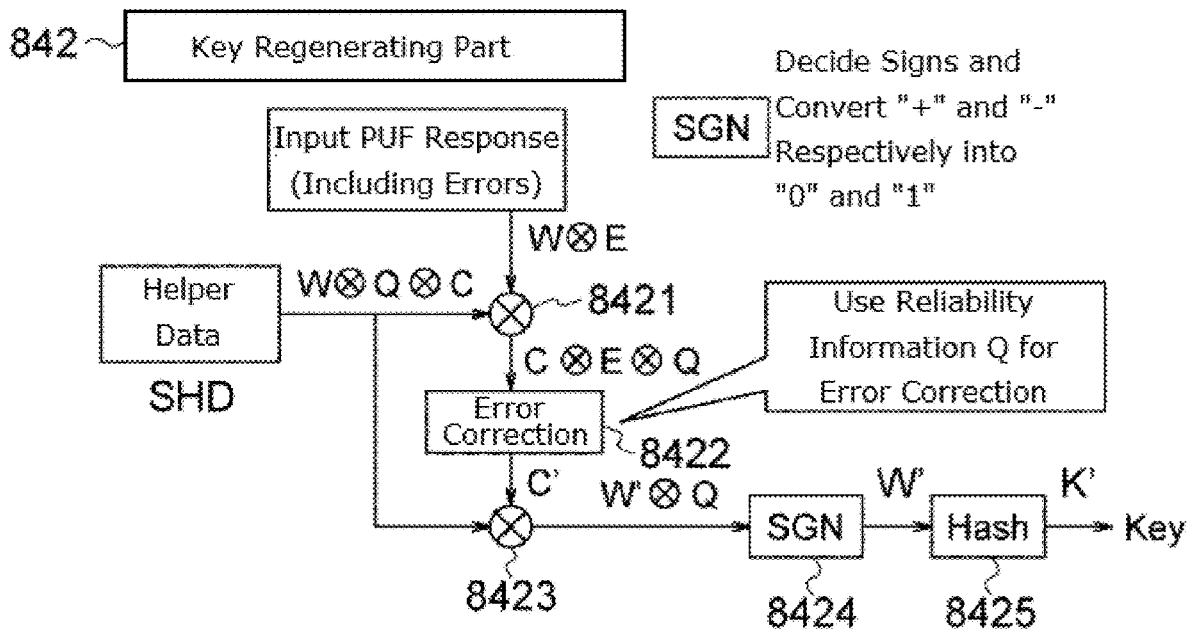 842
Key Regenerating Part
Decide Signs and
Convert "+" and "-"
Respectively into
"0" and "1"
SGN
Input PUF Response
(Including Errors)
W⊗E
Helper
Data
SHD
W⊗Q⊗C
8421
Use Reliability
Information Q for
Error Correction
C⊗E⊗Q
Error
Correction
8422
C'
W'⊗Q
8423
SGN
8424
W'
Hash
8425
K'
Key